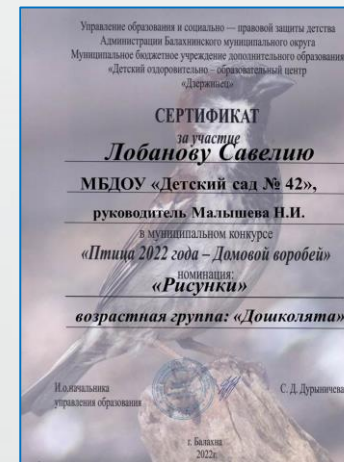 Управление образования и социально — правовой защиты детства
Администрации Балахнинского муниципального округа
Муниципальное бюджетное учреждение дополнительного образования
«Детский оздоровительно – образовательный центр
«Дзержинец»
СЕРТИФИКАТ
за участие
Лобанову Савелию
МБДОУ «Детский сад № 42»,
руководитель Малышева Н.И.
в муниципальном конкурсе
«Птица 2022 года – Домовой воробей»
номинация:
«Рисунки»
возрастная группа: «Дошколята»
И.о.начальника
управления образования
С. Д. Дурыничева
г. Балахна
2022г.